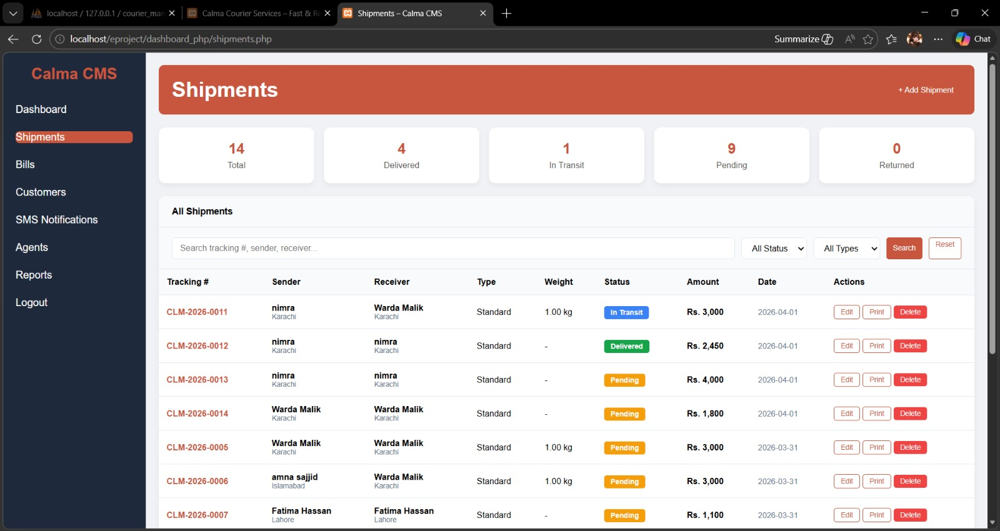 localhost / 127.0.0.1 / courier_man
Calma Courier Services – Fast & Re
Shipments – Calma CMS
localhost/eproject/dashboard_php/shipments.php
Summarize
Chat
Calma CMS
Dashboard
Shipments
Bills
Customers
SMS Notifications
Agents
Reports
Logout
Shipments
+ Add Shipment
14
Total
4
Delivered
1
In Transit
9
Pending
0
Returned
All Shipments
Search tracking #, sender, receiver...
All Status
All Types
Search
Reset
Tracking # Sender Receiver Type Weight Status Amount Date Actions
CLM-2026-0011 nimra Warda Malik Standard 1.00 kg In Transit Rs. 3,000 2026-04-01 Edit Print Delete
Karachi Karachi
CLM-2026-0012 nimra nimra Standard - Delivered Rs. 2,450 2026-04-01 Edit Print Delete
Karachi Karachi
CLM-2026-0013 nimra nimra Standard - Pending Rs. 4,000 2026-04-01 Edit Print Delete
Karachi Karachi
CLM-2026-0014 Warda Malik Warda Malik Standard - Pending Rs. 1,800 2026-04-01 Edit Print Delete
Karachi Karachi
CLM-2026-0005 Warda Malik Warda Malik Standard 1.00 kg Pending Rs. 3,000 2026-03-31 Edit Print Delete
Karachi Karachi
CLM-2026-0006 amna sajjid Warda Malik Standard 1.00 kg Pending Rs. 3,000 2026-03-31 Edit Print Delete
Islamabad Karachi
CLM-2026-0007 Fatima Hassan Fatima Hassan Standard - Pending Rs. 1,100 2026-03-31 Edit Print Delete
Lahore Lahore